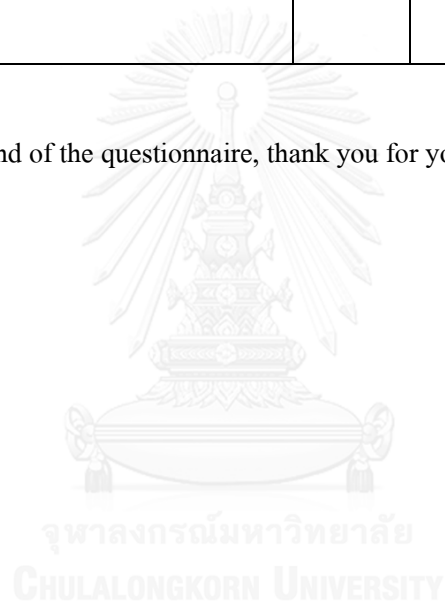 nd of the questionnaire, thank you for yo
จุฬาลงกรณ์มหาวิทยาลัย
CHULALONGKORN UNIVERSITY